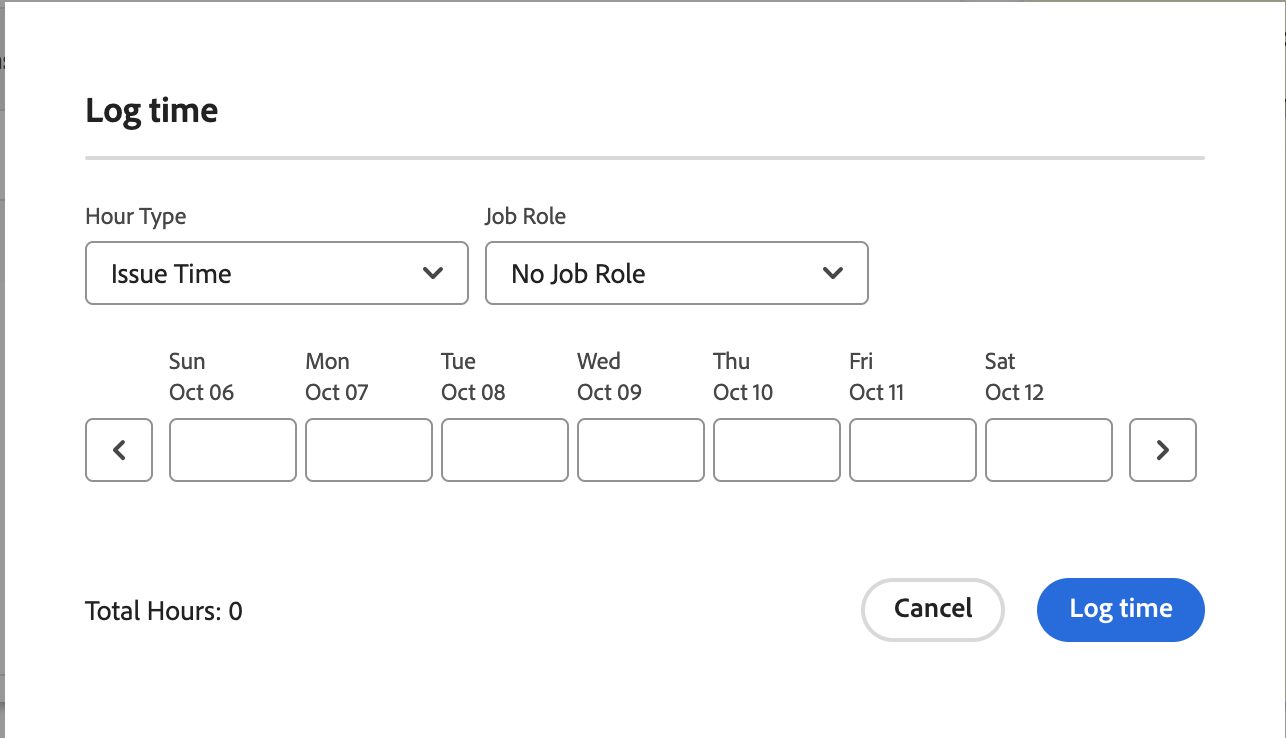 Log time
Hour Type Job Role
Issue Time No Job Role
Sun Mon Tue Wed Thu Fri Sat
Oct 06 Oct 07 Oct 08 Oct 09 Oct 10 Oct 11 Oct 12
Total Hours: 0 Cancel Log time